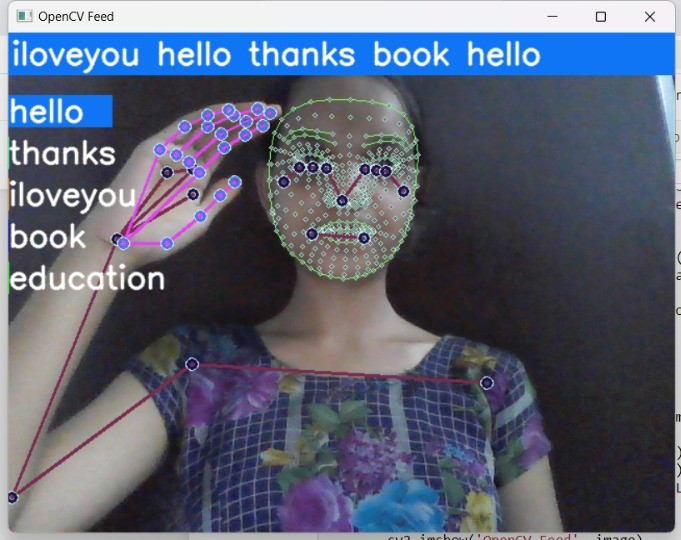 OpenCV Feed
iloveyou hello thanks book hello
hello
thanks
iloveyou
book
education
cv2.imshow('OpenCV Feed', image)